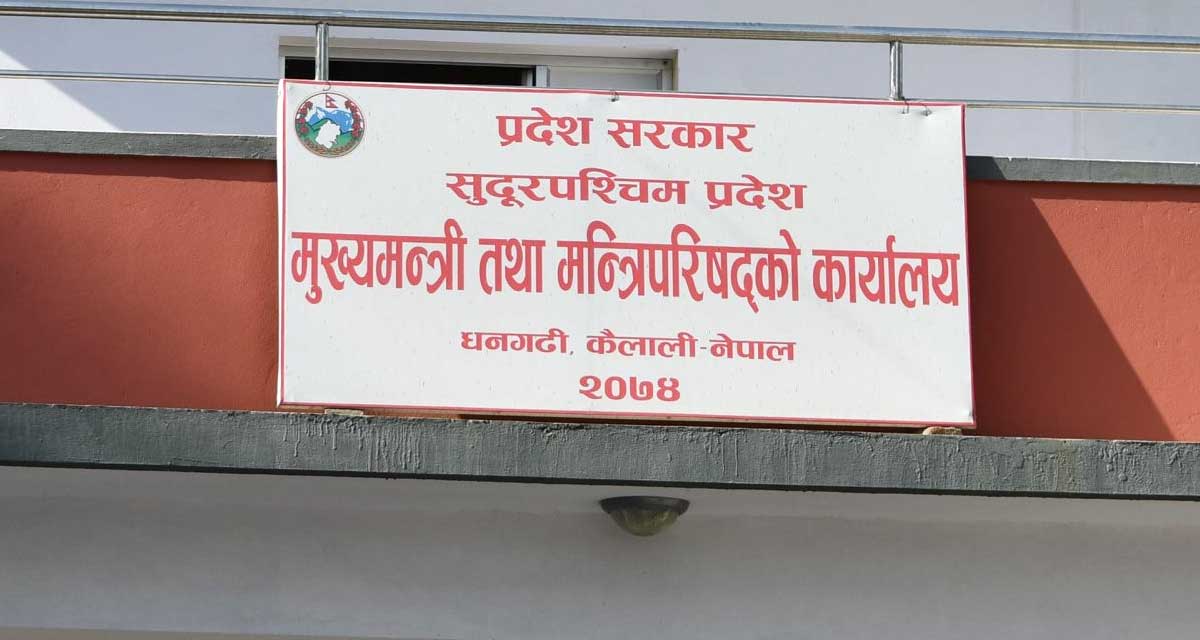 प्रदेश सरकार
सुदूरपश्चिम प्रदेश
मुख्यमन्त्री तथा मन्त्रिपरिषद्को कार्यालय
धनगढी, कैलाली-नेपाल
२०७४